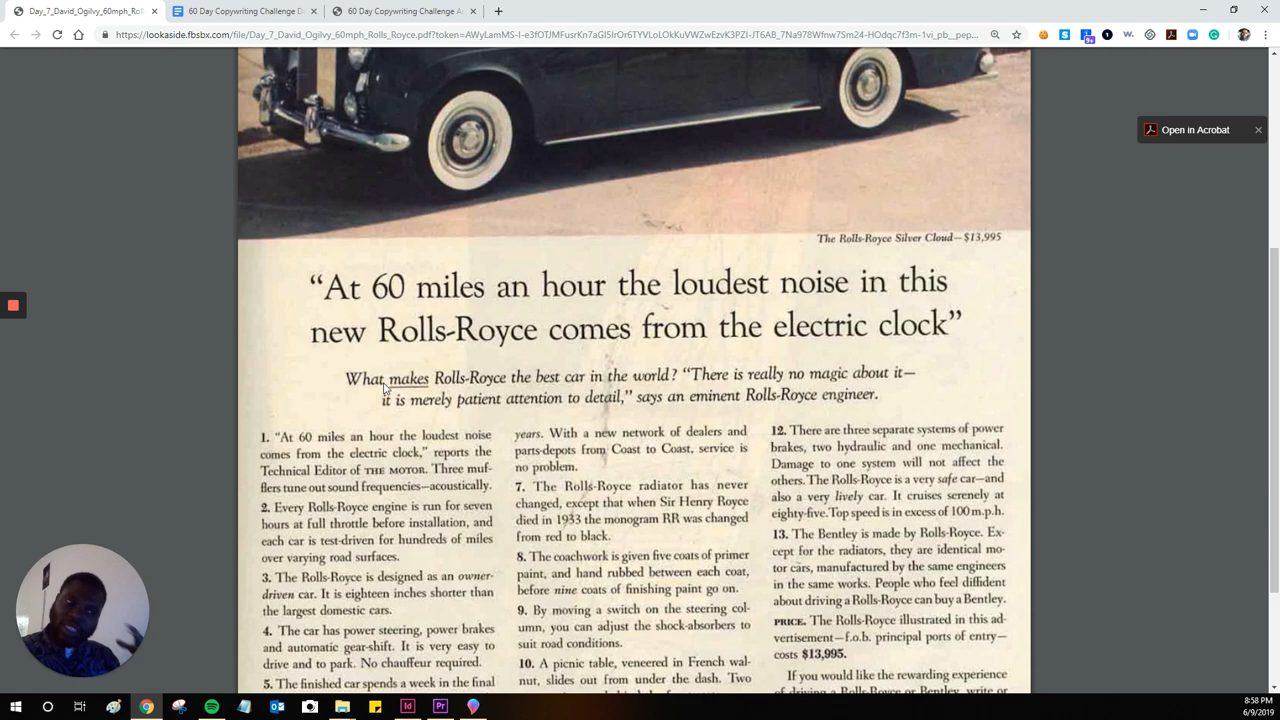 Day_7_David_Ogilvy_60mph_Roll
60 Day Copywriting Challenge D
60 Day Copywriting Challenge A
Open in Acrobat
The Rolls-Royce Silver Cloud—$13,995
“At 60 miles an hour the loudest noise in this
new Rolls-Royce comes from the electric clock”
What makes Rolls-Royce the best car in the world? “There is really no magic about it—
it is merely patient attention to detail,” says an eminent Rolls-Royce engineer.
1. “At 60 miles an hour the loudest noise
comes from the electric clock,” reports the
Technical Editor of THE MOTOR. Three muf-
flers tune out sound frequencies—acoustically.
2. Every Rolls-Royce engine is run for seven
hours at full throttle before installation, and
each car is test-driven for hundreds of miles
over varying road surfaces.
3. The Rolls-Royce is designed as an owner-
driven car. It is eighteen inches shorter than
the largest domestic cars.
4. The car has power steering, power brakes
and automatic gear-shift. It is very easy to
drive and to park. No chauffeur required.
5. The finished car spends a week in the final
years. With a new network of dealers and
parts-depots from Coast to Coast, service is
no problem.
7. The Rolls-Royce radiator has never
changed, except that when Sir Henry Royce
died in 1933 the monogram RR was changed
from red to black.
8. The coachwork is given five coats of primer
paint, and hand rubbed between each coat,
before nine coats of finishing paint go on.
9. By moving a switch on the steering col-
umn, you can adjust the shock-absorbers to
suit road conditions.
10. A picnic table, veneered in French wal-
nut, slides out from under the dash. Two
12. There are three separate systems of power
brakes, two hydraulic and one mechanical.
Damage to one system will not affect the
others. The Rolls-Royce is a very safe car—and
also a very lively car. It cruises serenely at
eighty-five. Top speed is in excess of 100 m.p.h.
13. The Bentley is made by Rolls-Royce. Ex-
cept for the radiators, they are identical mo-
tor cars, manufactured by the same engineers
in the same works. People who feel diffident
about driving a Rolls-Royce can buy a Bentley.
PRICE. The Rolls-Royce illustrated in this ad-
vertisement—f.o.b. principal ports of entry—
costs $13,995.
If you would like the rewarding experience
of driving a Rolls-Royce or Bentley, write or
8:58 PM
6/9/2019